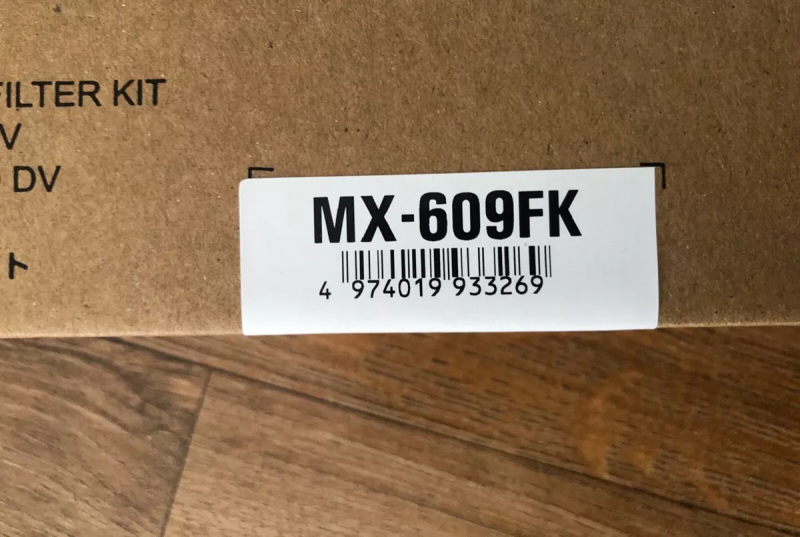 FILTER KIT
V
DV
ト
MX-609FK
4 974019 933269